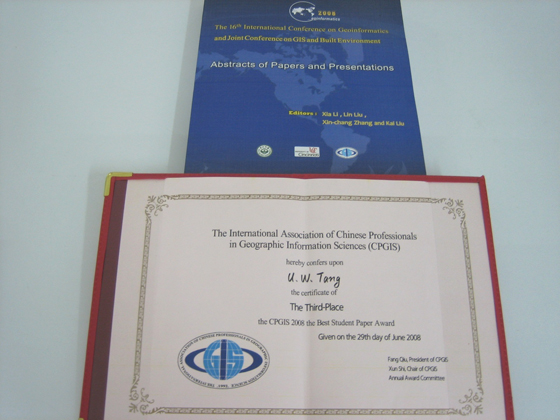 2008
Geoinformatics
The 16th International Conference on Geoinformatics
and Joint Conference on GIS and Built Environment
Abstracts of Papers and Presentations
Editors: Xia Li , Lin Liu ,
Xin-chang Zhang and Kai Liu
The International Association of Chinese Professionals
in Geographic Information Sciences (CPGIS)
hereby confers upon
U. W. Tang
the certificate of
The Third-Place
the CPGIS 2008 the Best Student Paper Award
Given on the 29th day of June 2008
Fang Qiu, President of CPGIS
Xun Shi, Chair of CPGIS
Annual Award Committee